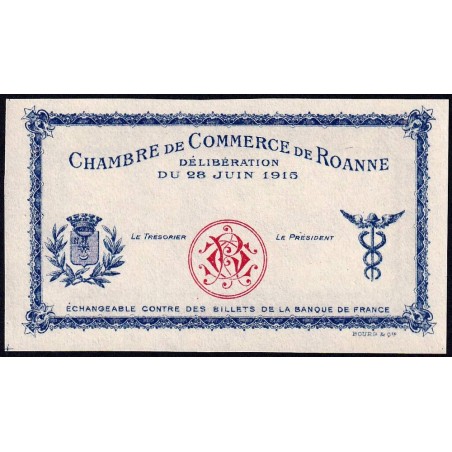 CHAMBRE DE COMMERCE DE ROANNE
DÉLIBÉRATION
DU 28 JUIN 1915
LE TRÉSORIER
LE PRÉSIDENT
ÉCHANGEABLE CONTRE DES BILLETS DE LA BANQUE DE FRANCE